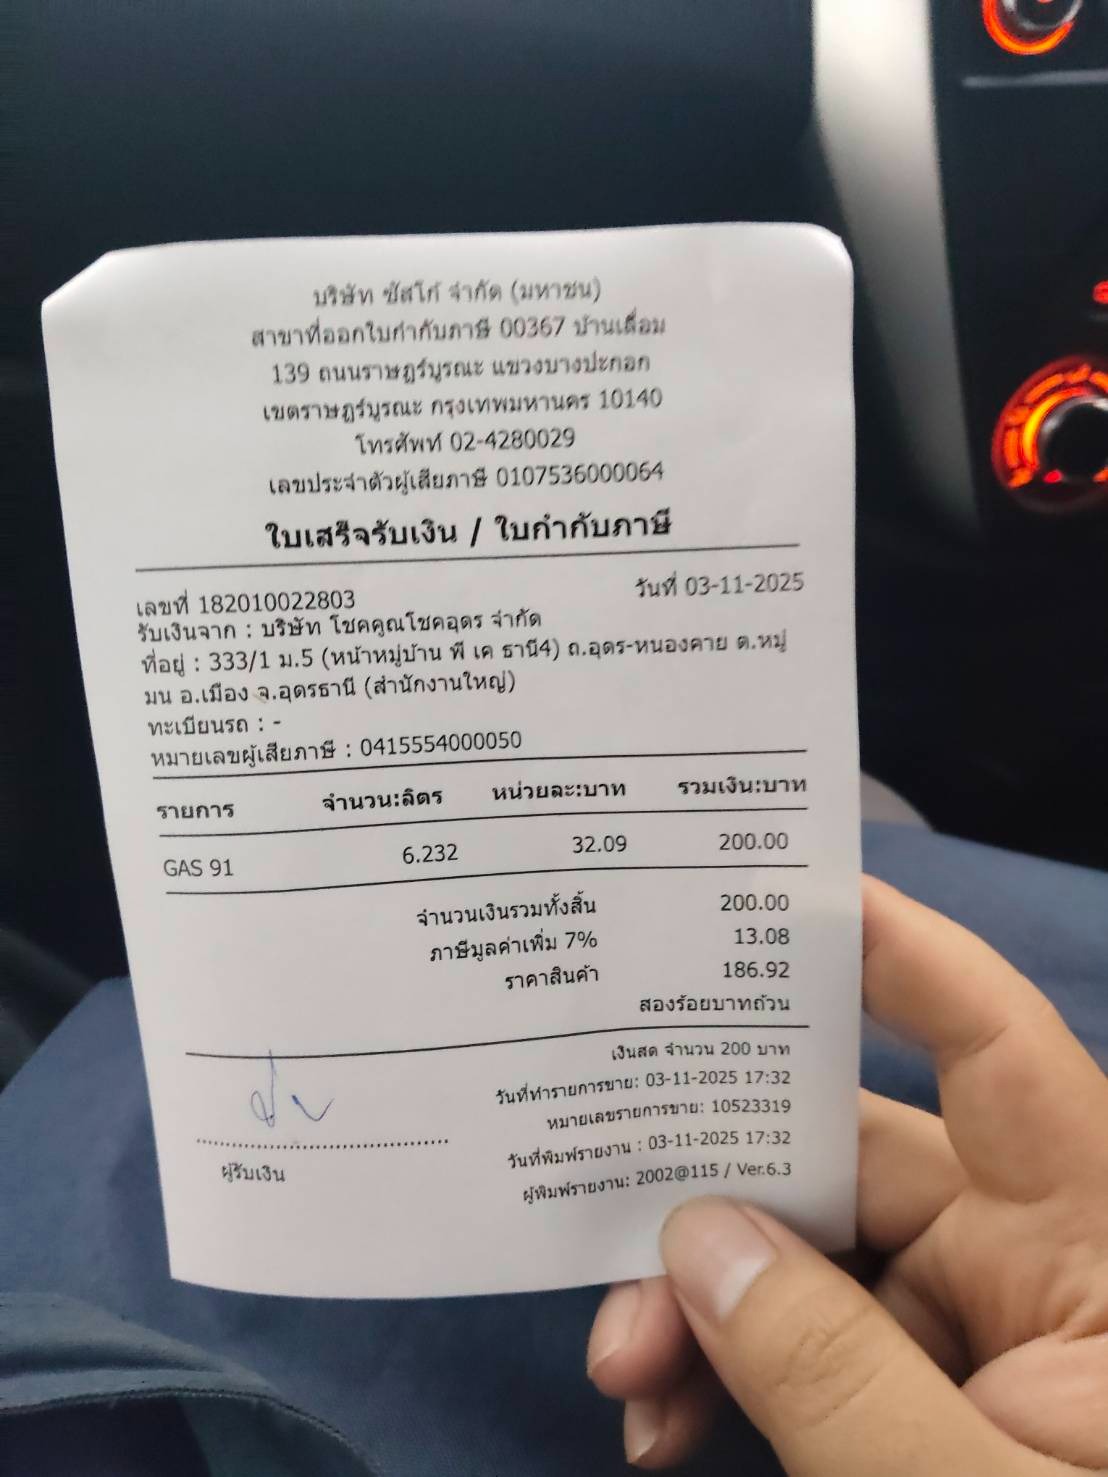 บริษัท ซัสโก้ จำกัด (มหาชน)
สาขาที่ออกใบกำกับภาษี 00367 บ้านเลื่อม
139 ถนนราษฎร์บูรณะ แขวงบางปะกอก
เขตราษฎร์บูรณะ กรุงเทพมหานคร 10140
โทรศัพท์ 02-4280029
เลขประจำตัวผู้เสียภาษี 0107536000064
ใบเสร็จรับเงิน / ใบกำกับภาษี
เลขที่ 182010022803 วันที่ 03-11-2025
รับเงินจาก : บริษัท โชคคูณโชคอุดร จำกัด
ที่อยู่ : 333/1 ม.5 (หน้าหมู่บ้าน พี เค ธานี4) ถ.อุดร-หนองคาย ต.หมู
มน อ.เมือง จ.อุดรธานี (สำนักงานใหญ่)
ทะเบียนรถ : -
หมายเลขผู้เสียภาษี : 0415554000050
รายการ จำนวน:ลิตร หน่วยละ:บาท รวมเงิน:บาท
GAS 91 6.232 32.09 200.00
จำนวนเงินรวมทั้งสิ้น 200.00
ภาษีมูลค่าเพิ่ม 7% 13.08
ราคาสินค้า 186.92
สองร้อยบาทถ้วน
เงินสด จำนวน 200 บาท
วันที่ทำรายการขาย: 03-11-2025 17:32
หมายเลขรายการขาย: 10523319
วันที่พิมพ์รายงาน : 03-11-2025 17:32
ผู้พิมพ์รายงาน: 2002@115 / Ver.6.3
ผู้รับเงิน